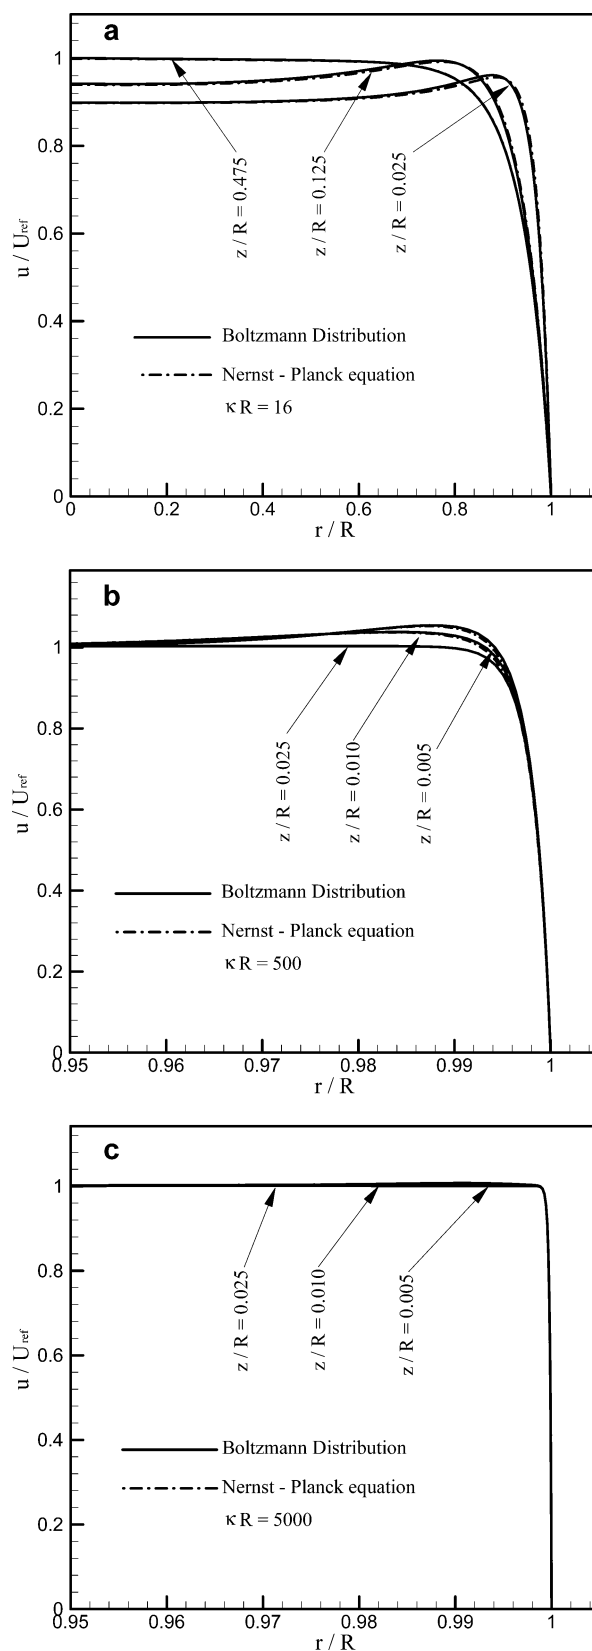 a
1
0.8
0.6
0.4
0.2
0
u / Uref
z / R = 0.475
z / R = 0.125
z / R = 0.025
Boltzmann Distribution
Nernst - Planck equation
κ R = 16
0 0.2 0.4 0.6 0.8 1
r / R
b
1
0.8
0.6
0.4
0.2
0
u / Uref
z / R = 0.025
z / R = 0.010
z / R = 0.005
Boltzmann Distribution
Nernst - Planck equation
κ R = 500
0.95 0.96 0.97 0.98 0.99 1
r / R
c
1
0.8
0.6
0.4
0.2
0
u / Uref
z / R = 0.025
z / R = 0.010
z / R = 0.005
Boltzmann Distribution
Nernst - Planck equation
κ R = 5000
0.95 0.96 0.97 0.98 0.99 1
r / R